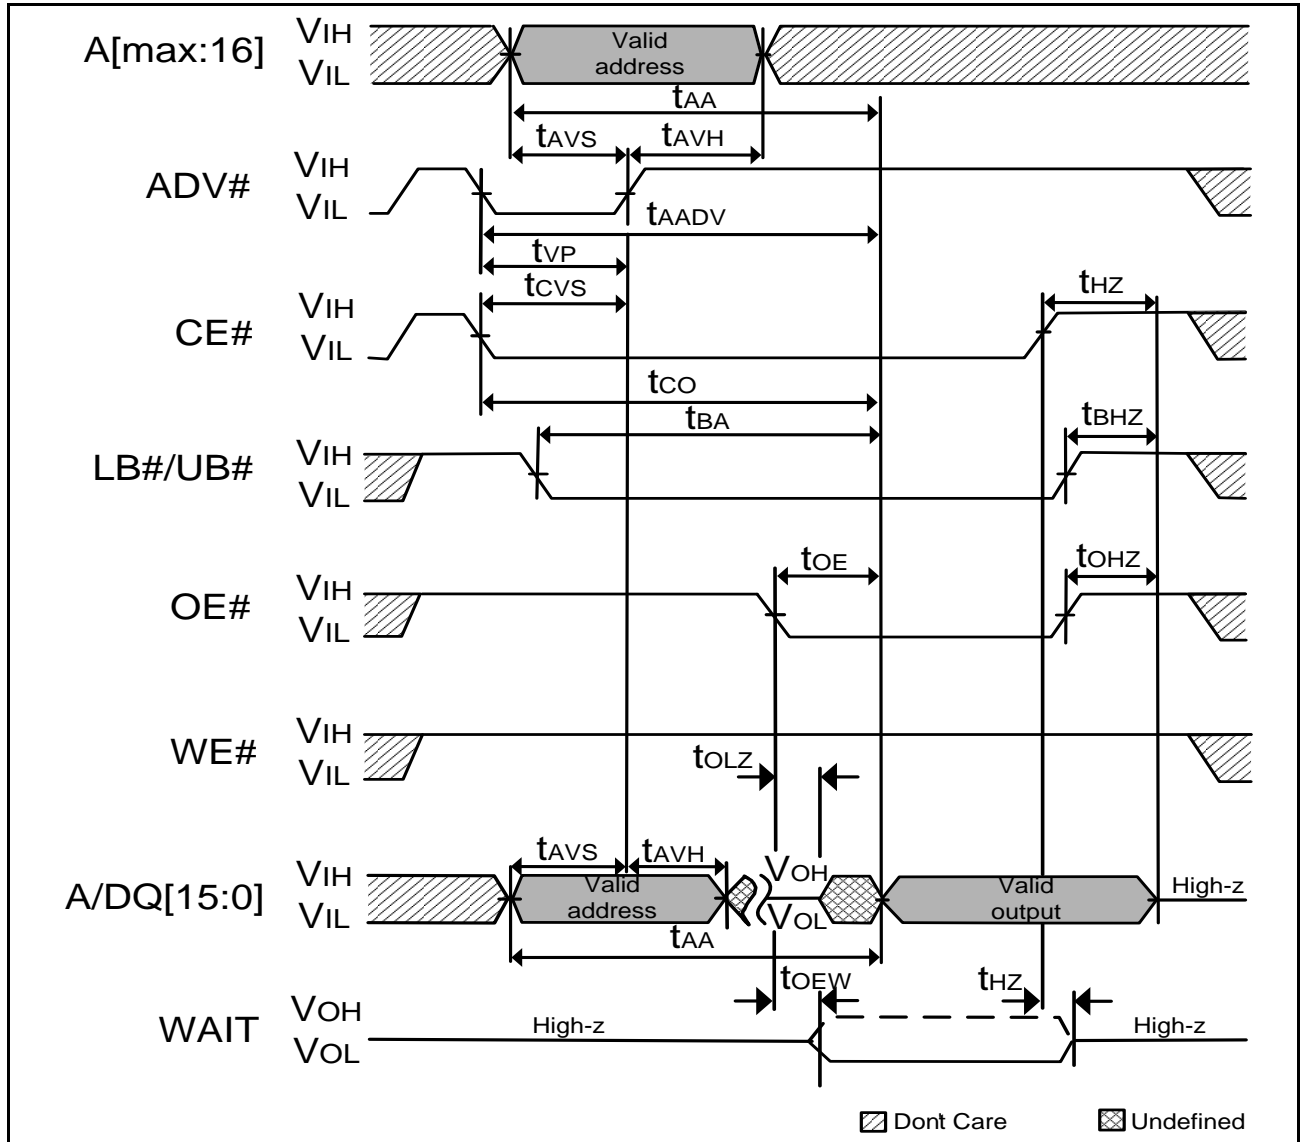 A[max:16]
VIH
VIL
Valid
address
tAA
tAVS
tAVH
ADV#
VIH
VIL
tAADV
tVP
tCVS
tHZ
CE#
VIH
VIL
tCO
tBA
tBHZ
LB#/UB#
VIH
VIL
tOE
tOHZ
OE#
VIH
VIL
WE#
VIH
VIL
tOLZ
tAVS
tAVH
A/DQ[15:0]
VIH
VIL
Valid
address
VOH
VOL
Valid
output
High-z
tAA
tOEW
tHZ
WAIT
VOH
VOL
High-z
High-z
Dont Care
Undefined